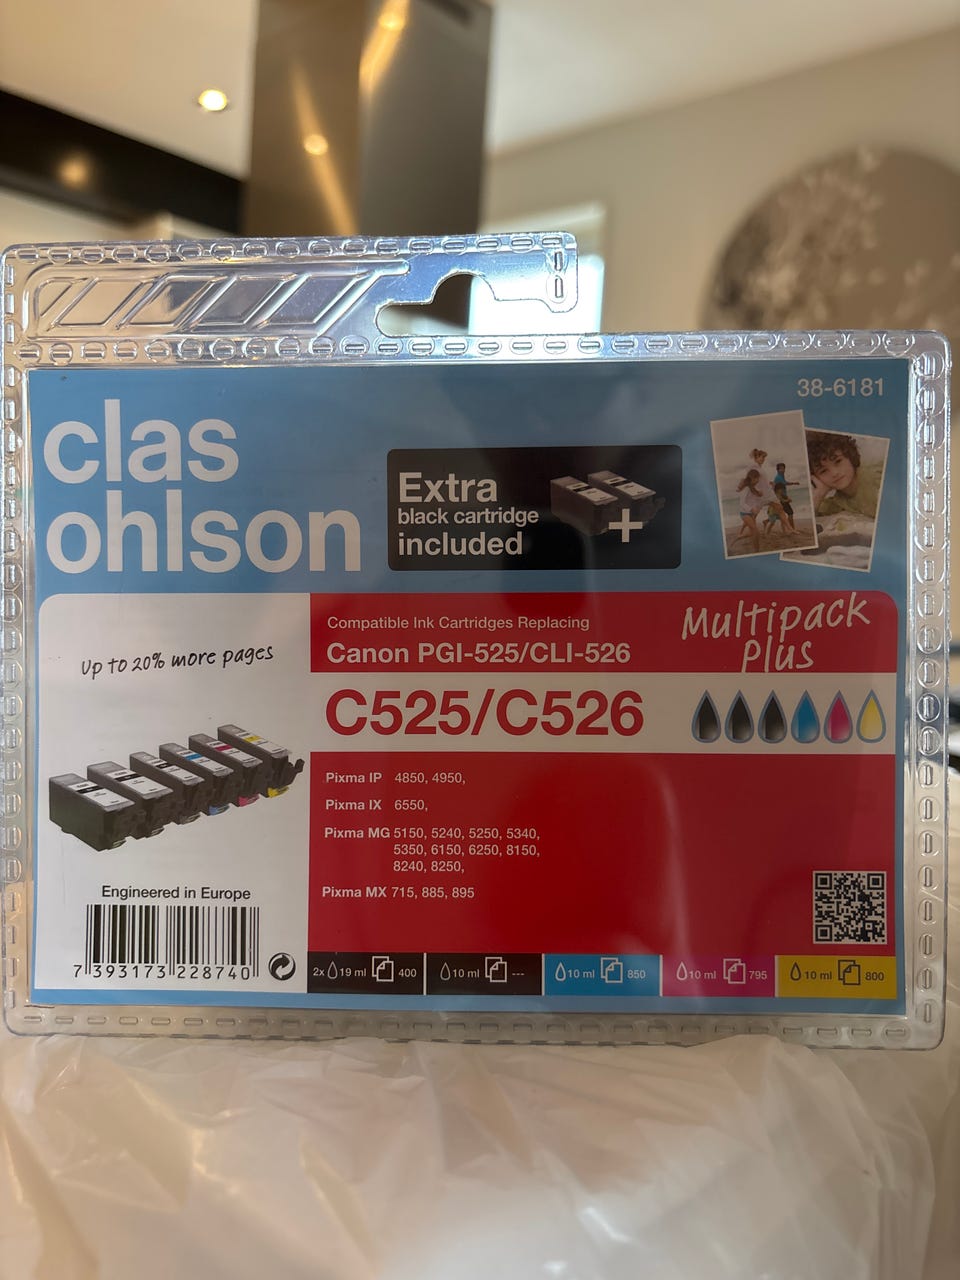 38-6181
clas
ohlson
Extra
black cartridge
included
+
Compatible Ink Cartridges Replacing
Canon PGI-525/CLI-526
Multipack
Plus
Up to 20% more pages
C525/C526
Pixma IP 4850, 4950,
Pixma IX 6550,
Pixma MG 5150, 5240, 5250, 5340,
5350, 6150, 6250, 8150,
8240, 8250,
Pixma MX 715, 885, 895
Engineered in Europe
7 393173 228740
2x 19 ml 400
10 ml ---
10 ml 850
10 ml 795
10 ml 800